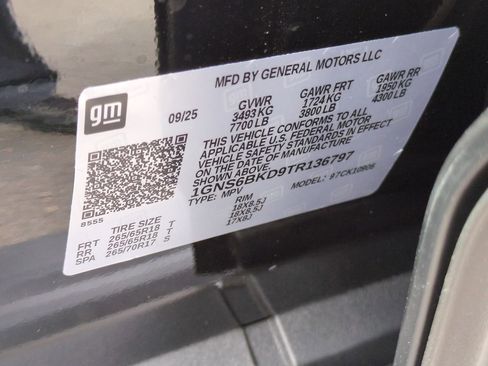 gm
MFD BY GENERAL MOTORS LLC
09/25
GVWR GAWR FRT GAWR RR
3493 KG 1724 KG 1950 KG
7700 LB 3800 LB 4300 LB
THIS VEHICLE CONFORMS TO ALL
APPLICABLE U.S. FEDERAL MOTOR
VEHICLE SAFETY STANDARDS IN EFFECT
ON THE DATE OF MANUFACTURE
SHOWN ABOVE.
1GNS6BKD9TR136797
TYPE: MPV MODEL: 97CK10906
8555
TIRE SIZE RIM
FRT 265/65R18 T 18X8.5J
RR 265/65R18 T 18X8.5J
SPA 265/70R17 S 17X8J